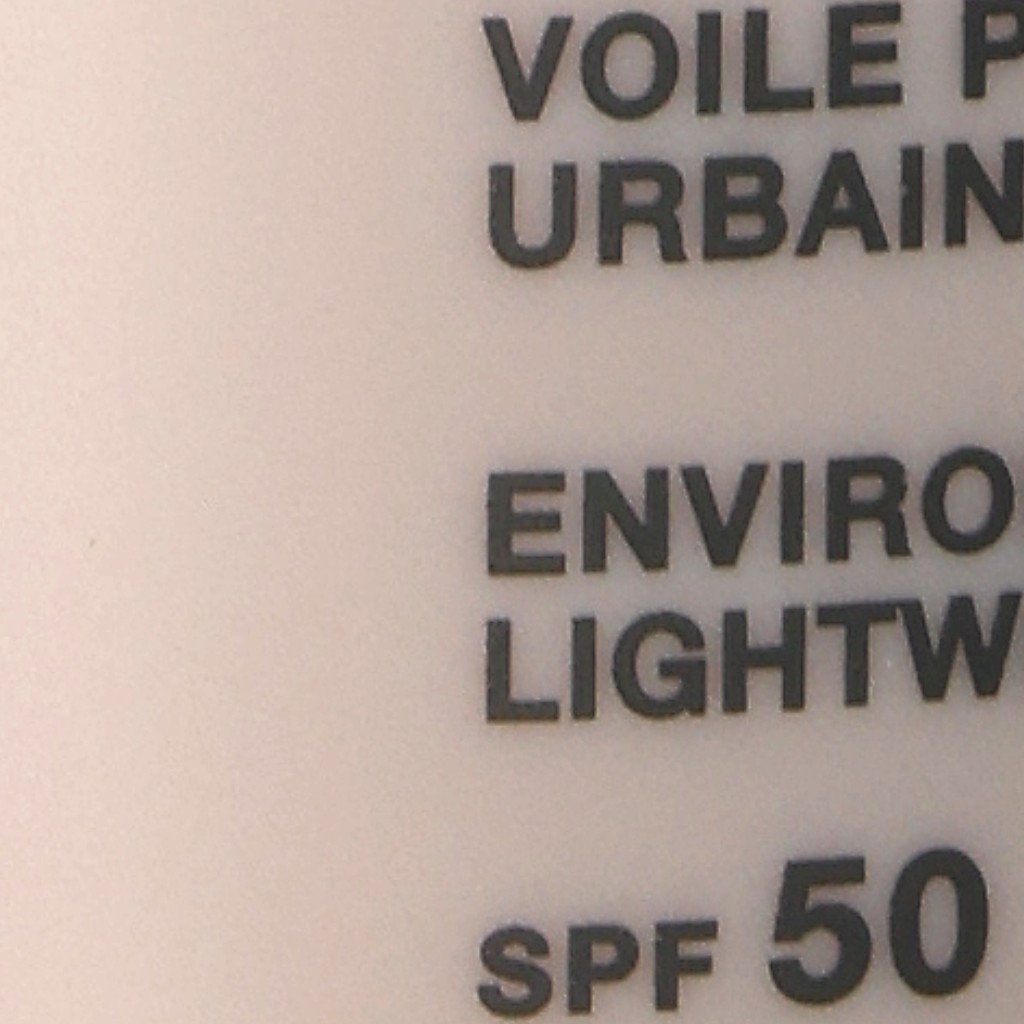 VOILE P
URBAIN
ENVIRO
LIGHTW
SPF 50